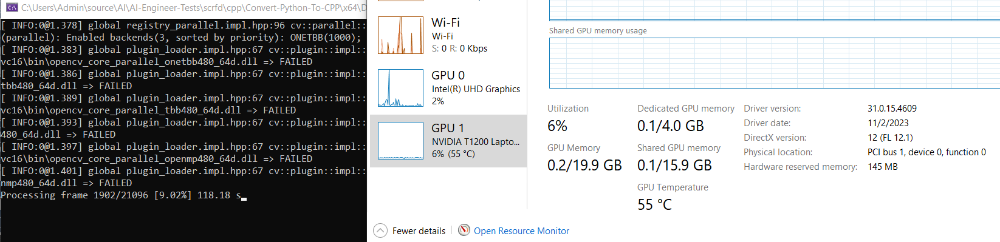 C:\Users\Admin\source\AI\AI-Engineer-Tests\scrfd\cpp\Convert-Python-To-CPP\x64\D
[ INFO:0@1.378] global registry_parallel.impl.hpp:96 cv::parallel::
(parallel): Enabled backends(3, sorted by priority): ONETBB(1000);
[ INFO:0@1.383] global plugin_loader.impl.hpp:67 cv::plugin::impl::
vc16\bin\opencv_core_parallel_onetbb480_64d.dll => FAILED
[ INFO:0@1.386] global plugin_loader.impl.hpp:67 cv::plugin::impl::
tbb480_64d.dll => FAILED
[ INFO:0@1.389] global plugin_loader.impl.hpp:67 cv::plugin::impl::
vc16\bin\opencv_core_parallel_tbb480_64d.dll => FAILED
[ INFO:0@1.393] global plugin_loader.impl.hpp:67 cv::plugin::impl::
480_64d.dll => FAILED
[ INFO:0@1.397] global plugin_loader.impl.hpp:67 cv::plugin::impl::
vc16\bin\opencv_core_parallel_openmp480_64d.dll => FAILED
[ INFO:0@1.401] global plugin_loader.impl.hpp:67 cv::plugin::impl::
nmp480_64d.dll => FAILED
Processing frame 1902/21096 [9.02%] 118.18 s
Wi-Fi
Wi-Fi
S: 0 R: 0 Kbps
GPU 0
Intel(R) UHD Graphics
2%
GPU 1
NVIDIA T1200 Lapto...
6% (55 °C)
Fewer details
Open Resource Monitor
Shared GPU memory usage
Utilization
6%
Dedicated GPU memory
0.1/4.0 GB
GPU Memory
0.2/19.9 GB
Shared GPU memory
0.1/15.9 GB
GPU Temperature
55 °C
Driver version: 31.0.15.4609
Driver date: 11/2/2023
DirectX version: 12 (FL 12.1)
Physical location: PCI bus 1, device 0, function 0
Hardware reserved memory: 145 MB